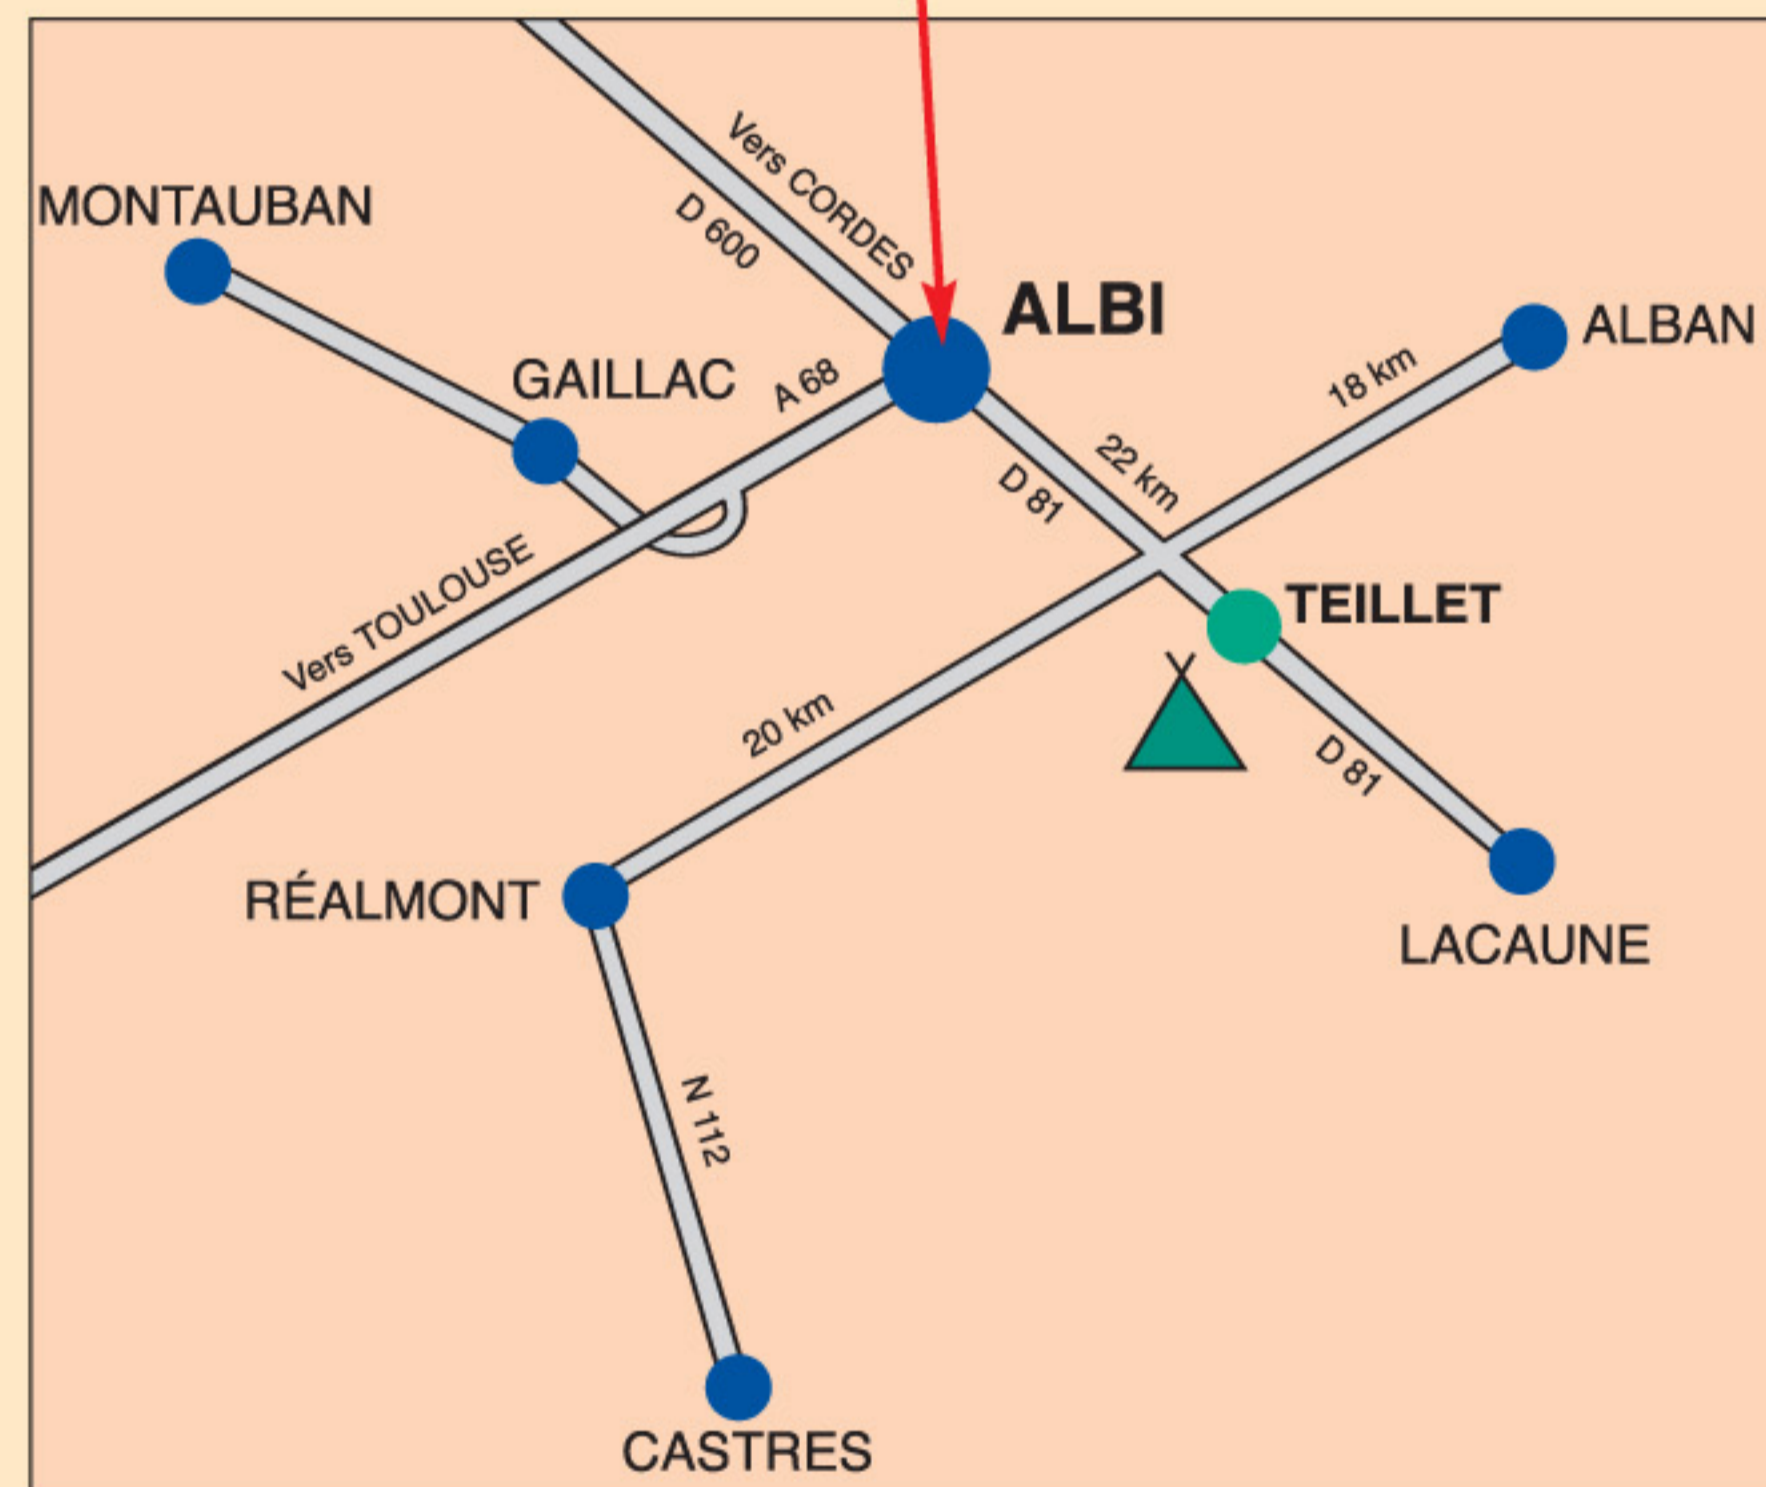 Vers CORDES
D 600
MONTAUBAN
ALBI
ALBAN
GAILLAC
A 68
18 km
22 km
D 81
Vers TOULOUSE
TEILLET
20 km
D 81
RÉALMONT
LACAUNE
N 112
CASTRES